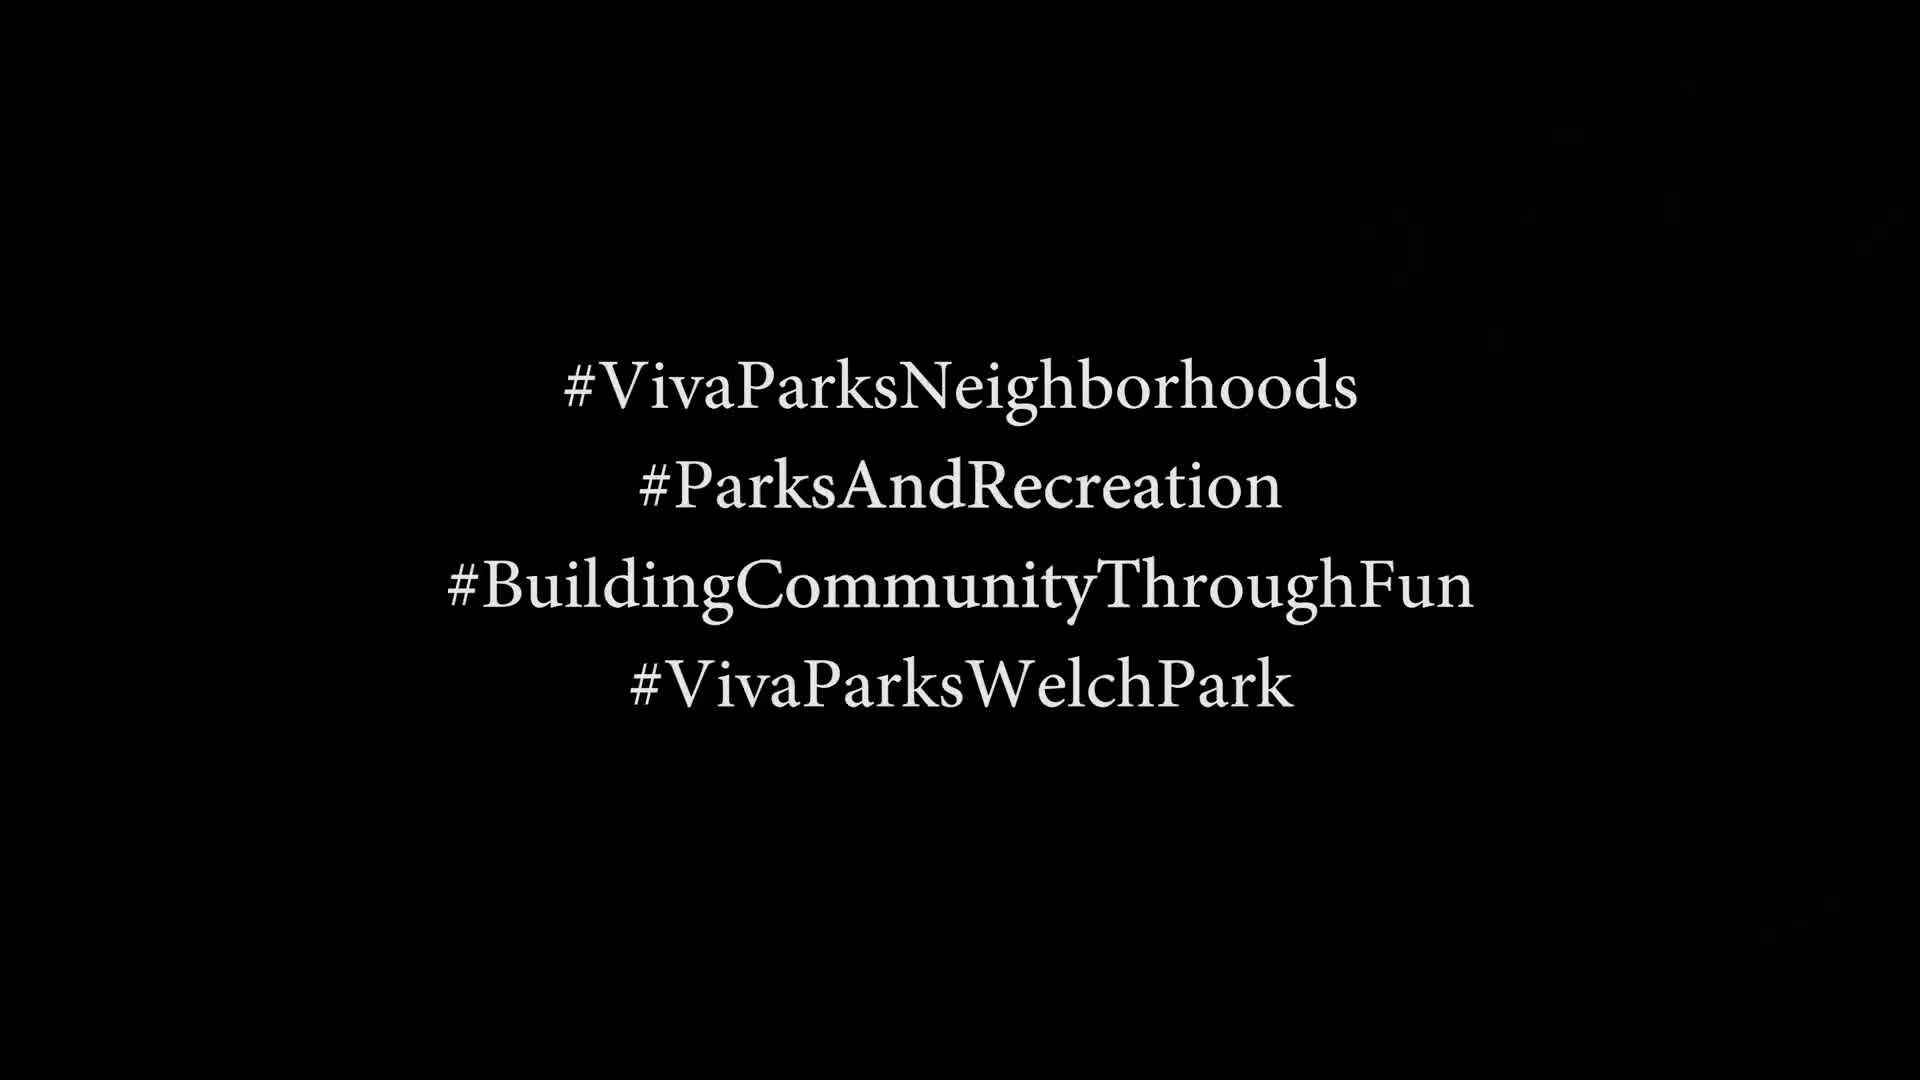 #VivaParksNeighborhoods
#ParksAndRecreation
#BuildingCommunityThroughFun
#VivaParksWelchPark